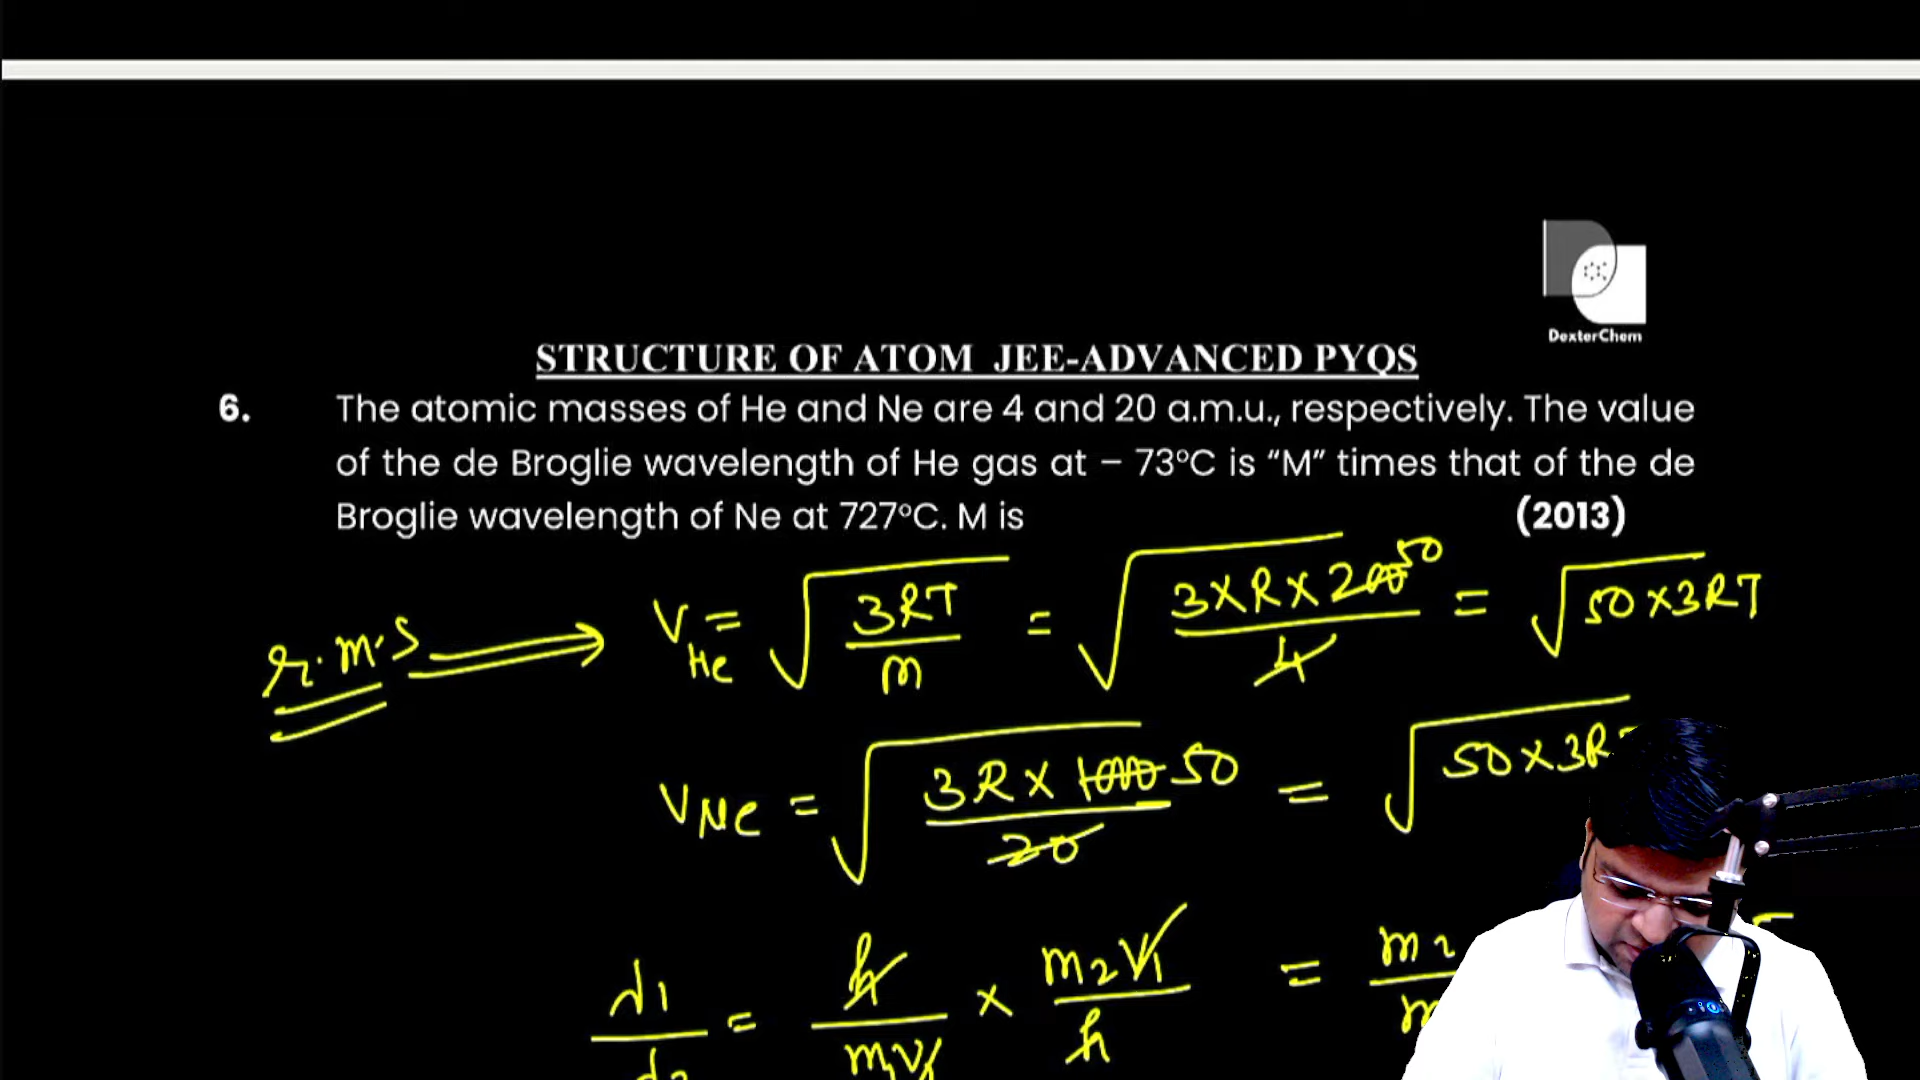 DexterChem
STRUCTURE OF ATOM JEE-ADVANCED PYQS
6. The atomic masses of He and Ne are 4 and 20 a.m.u., respectively. The value
of the de Broglie wavelength of He gas at – 73°C is “M” times that of the de
Broglie wavelength of Ne at 727°C. M is (2013)
r.m.s ⟹ V_He = √(3RT/m) = √(3×R×200 50/4) = √(50×3RT)
V_Ne = √(3R×1000 50/20) = √(50×3R
λ1/λ2 = h/m1v1 × m2v1/h = m2/m